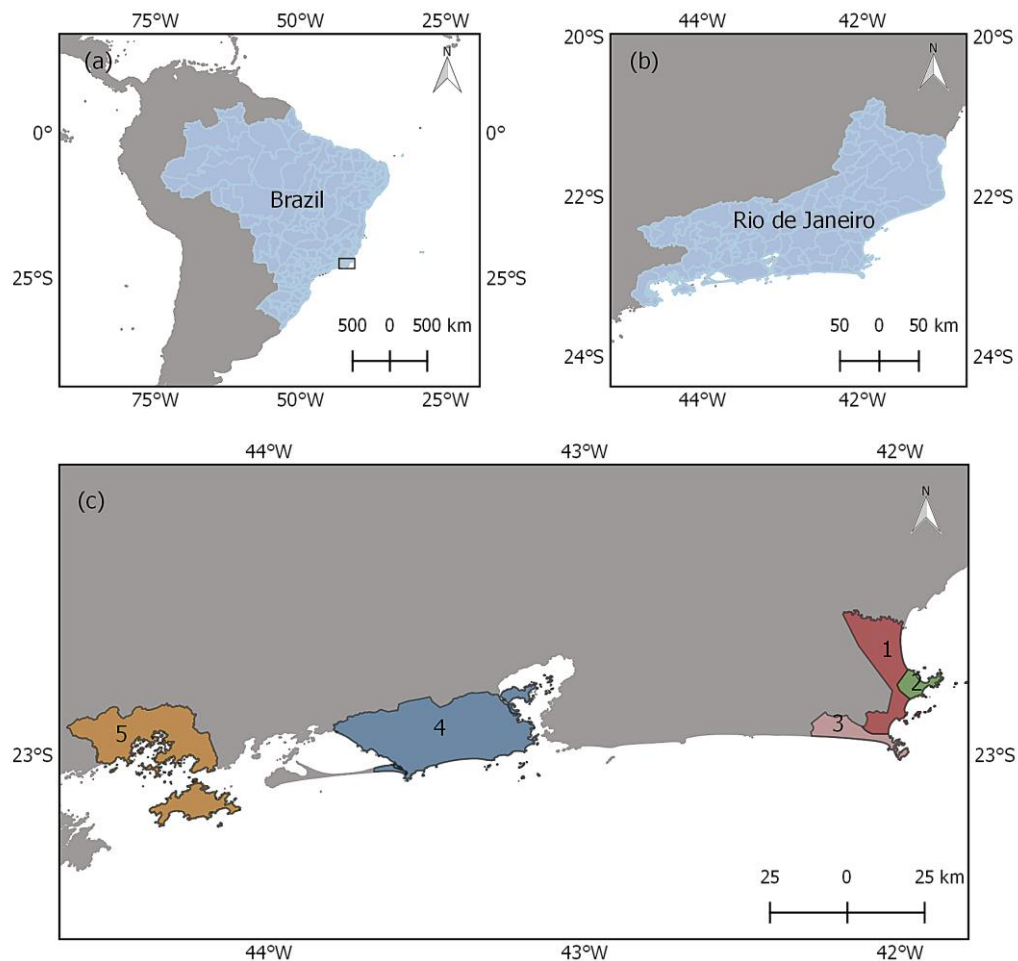 75°W 50°W 25°W
(a)
N
0°
0°
Brazil
25°S
25°S
500 0 500 km
75°W 50°W 25°W
44°W 42°W
20°S
20°S
(b)
N
22°S
22°S
Rio de Janeiro
50 0 50 km
24°S
24°S
44°W 42°W
44°W 43°W 42°W
(c)
N
1
2
3
4
5
23°S
23°S
25 0 25 km
44°W 43°W 42°W